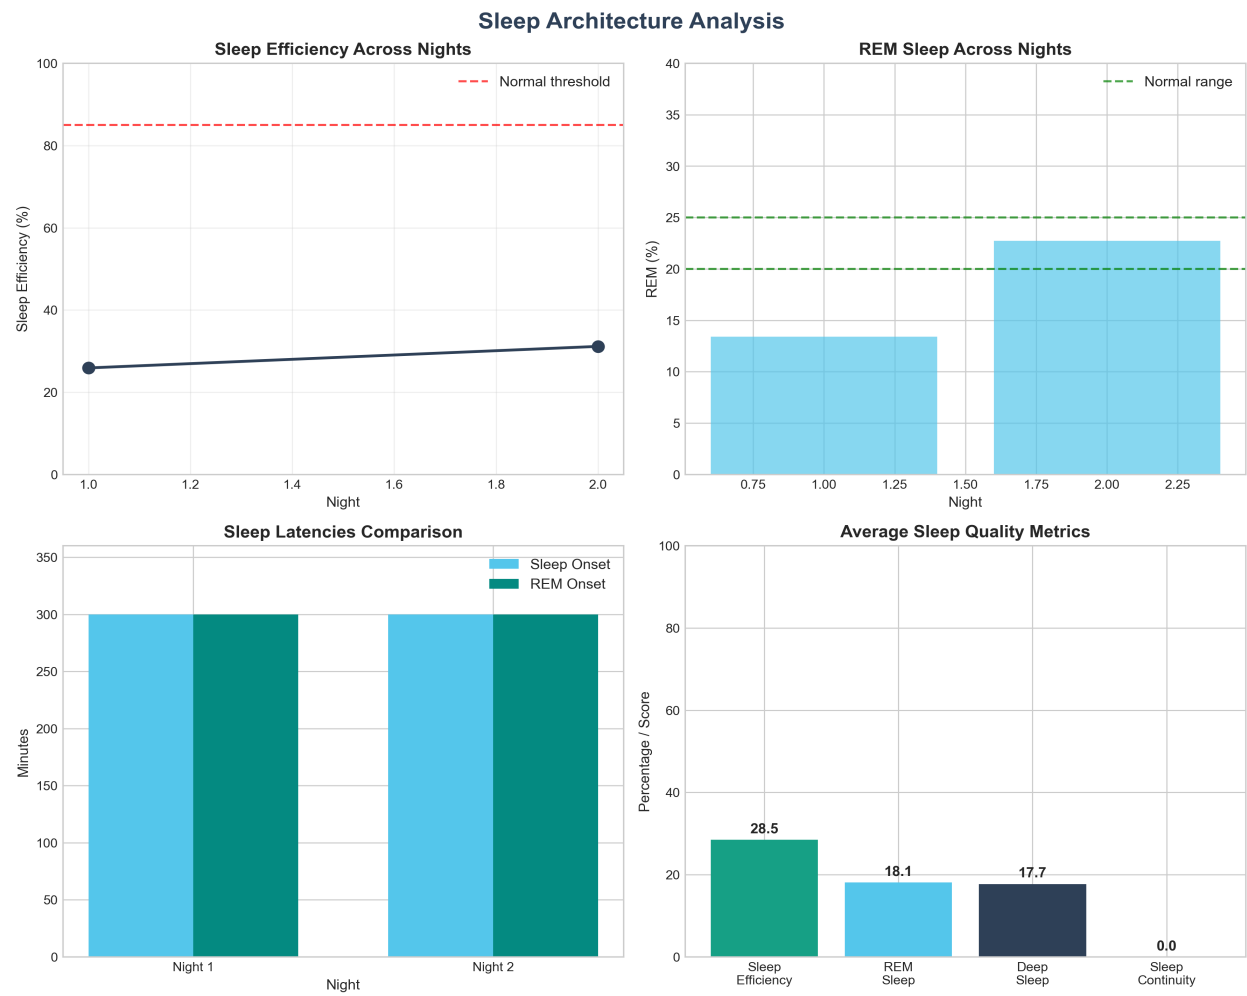 Sleep Architecture Analysis
Sleep Efficiency Across Nights
100
80
60
40
20
0
Sleep Efficiency (%)
Normal threshold
1.0 1.2 1.4 1.6 1.8 2.0
Night
REM Sleep Across Nights
40
35
30
25
20
15
10
5
0
REM (%)
Normal range
0.75 1.00 1.25 1.50 1.75 2.00 2.25
Night
Sleep Latencies Comparison
350
300
250
200
150
100
50
0
Minutes
Sleep Onset
REM Onset
Night 1 Night 2
Night
Average Sleep Quality Metrics
100
80
60
40
20
0
Percentage / Score
28.5
18.1
17.7
0.0
Sleep
Efficiency
REM
Sleep
Deep
Sleep
Sleep
Continuity